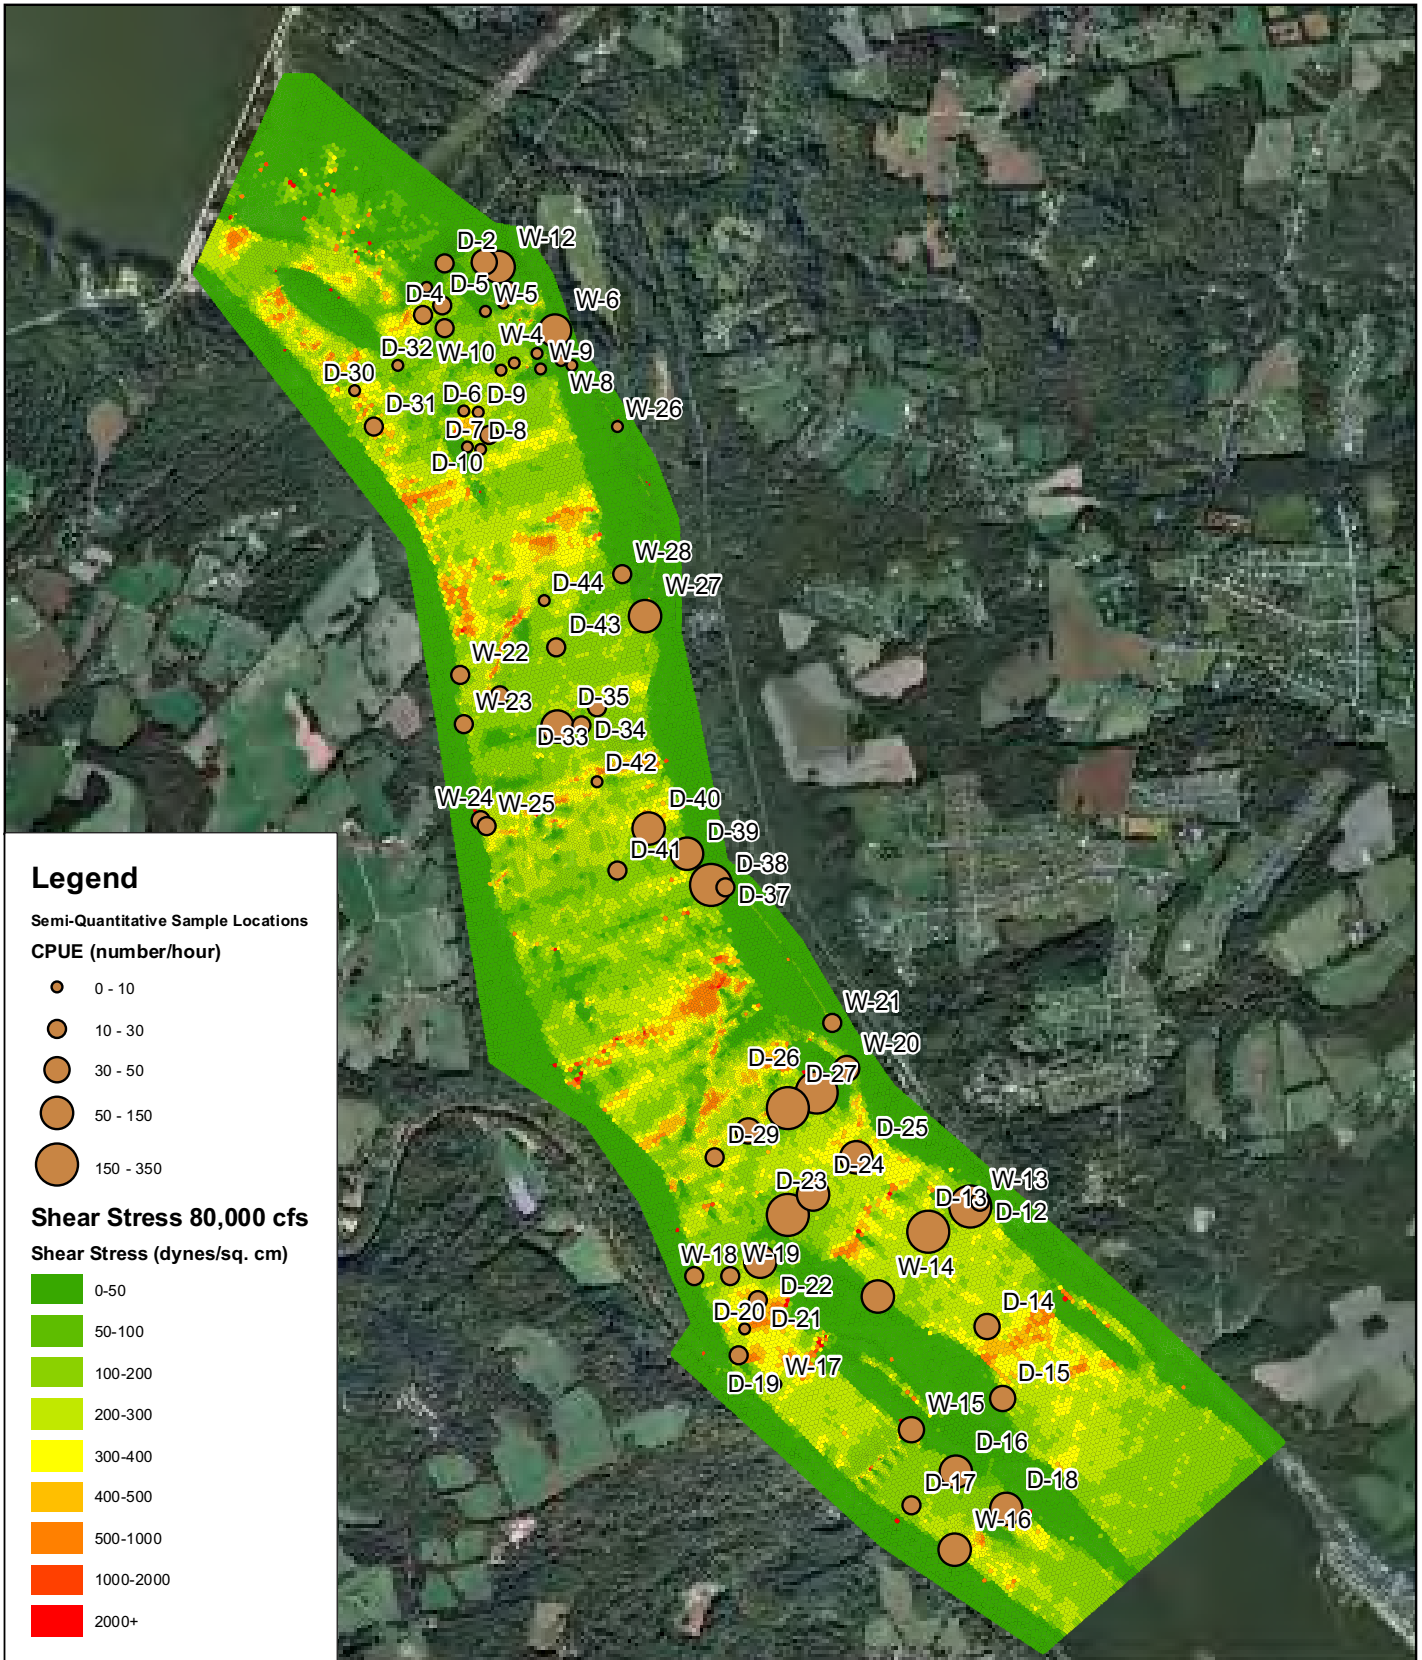 D-2
W-12
D-5
D-4
W-5
W-6
W-4
D-32
W-10
W-9
D-30
W-8
D-6
D-9
D-31
W-26
D-7
D-8
D-10
W-28
D-44
W-27
D-43
W-22
D-35
W-23
D-33
D-34
D-42
W-24
W-25
D-40
D-39
D-41
D-38
D-37
W-21
W-20
D-26
D-27
D-29
D-25
D-24
D-23
W-13
D-13
D-12
W-18
W-19
W-14
D-22
D-20
D-21
D-14
W-17
D-19
D-15
W-15
D-16
D-17
D-18
W-16
Legend
Semi-Quantitative Sample Locations
CPUE (number/hour)
0 - 10
10 - 30
30 - 50
50 - 150
150 - 350
Shear Stress 80,000 cfs
Shear Stress (dynes/sq. cm)
0-50
50-100
100-200
200-300
300-400
400-500
500-1000
1000-2000
2000+